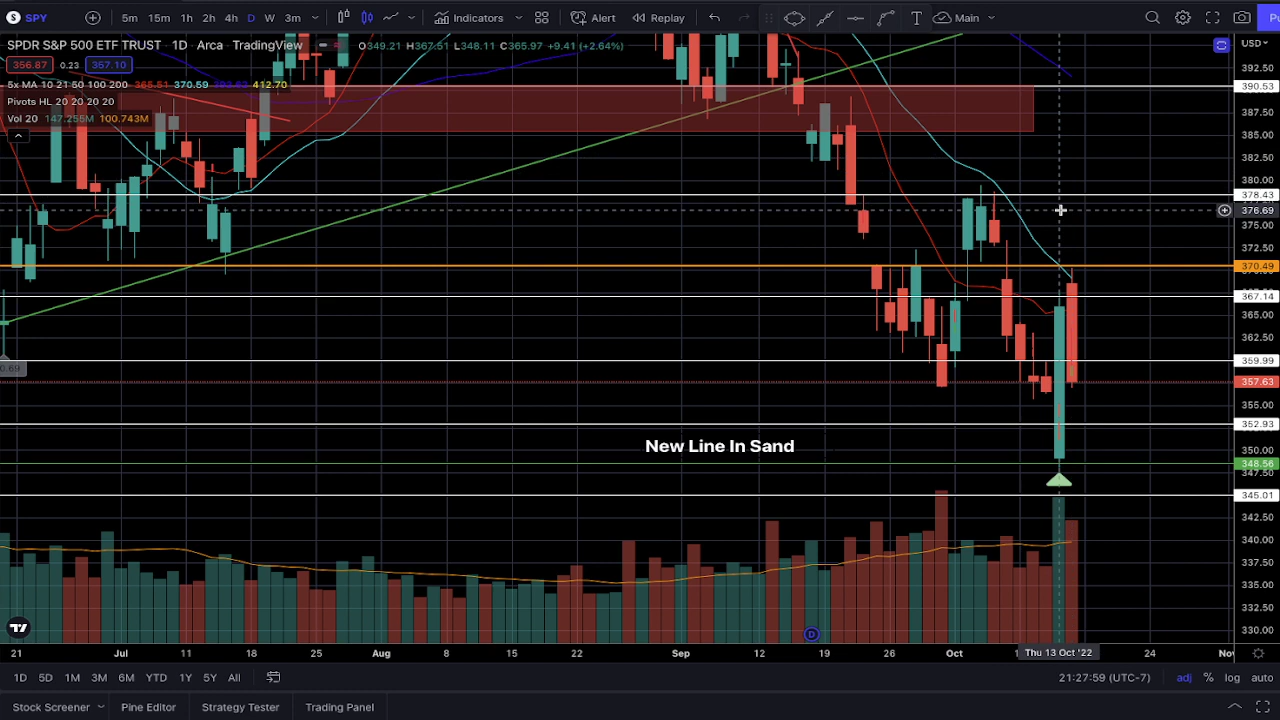 SPY 5m 15m 1h 2h 4h D W 3m Indicators Alert Replay Main
SPDR S&P 500 ETF TRUST · 1D · Arca · TradingView O349.21 H367.51 L348.11 C365.97 +9.41 (+2.64%) USD
356.87 0.23 357.10
5x MA 10 21 50 100 200 365.51 370.59 412.70
Pivots HL 20 20 20 20
Vol 20 147.255M 100.743M
392.50
390.53
387.50
385.00
382.50
380.00
378.43
376.69
375.00
372.50
370.49
367.14
365.00
362.50
359.99
357.63
355.00
352.93
New Line In Sand
350.00
348.56
347.50
345.01
342.50
340.00
337.50
335.00
332.50
330.00
0.69
D
21 Jul 11 18 25 Aug 8 15 22 Sep 12 19 26 Oct Thu 13 Oct '22 24 Nov
1D 5D 1M 3M 6M YTD 1Y 5Y All 21:27:59 (UTC-7) adj % log auto
Stock Screener Pine Editor Strategy Tester Trading Panel